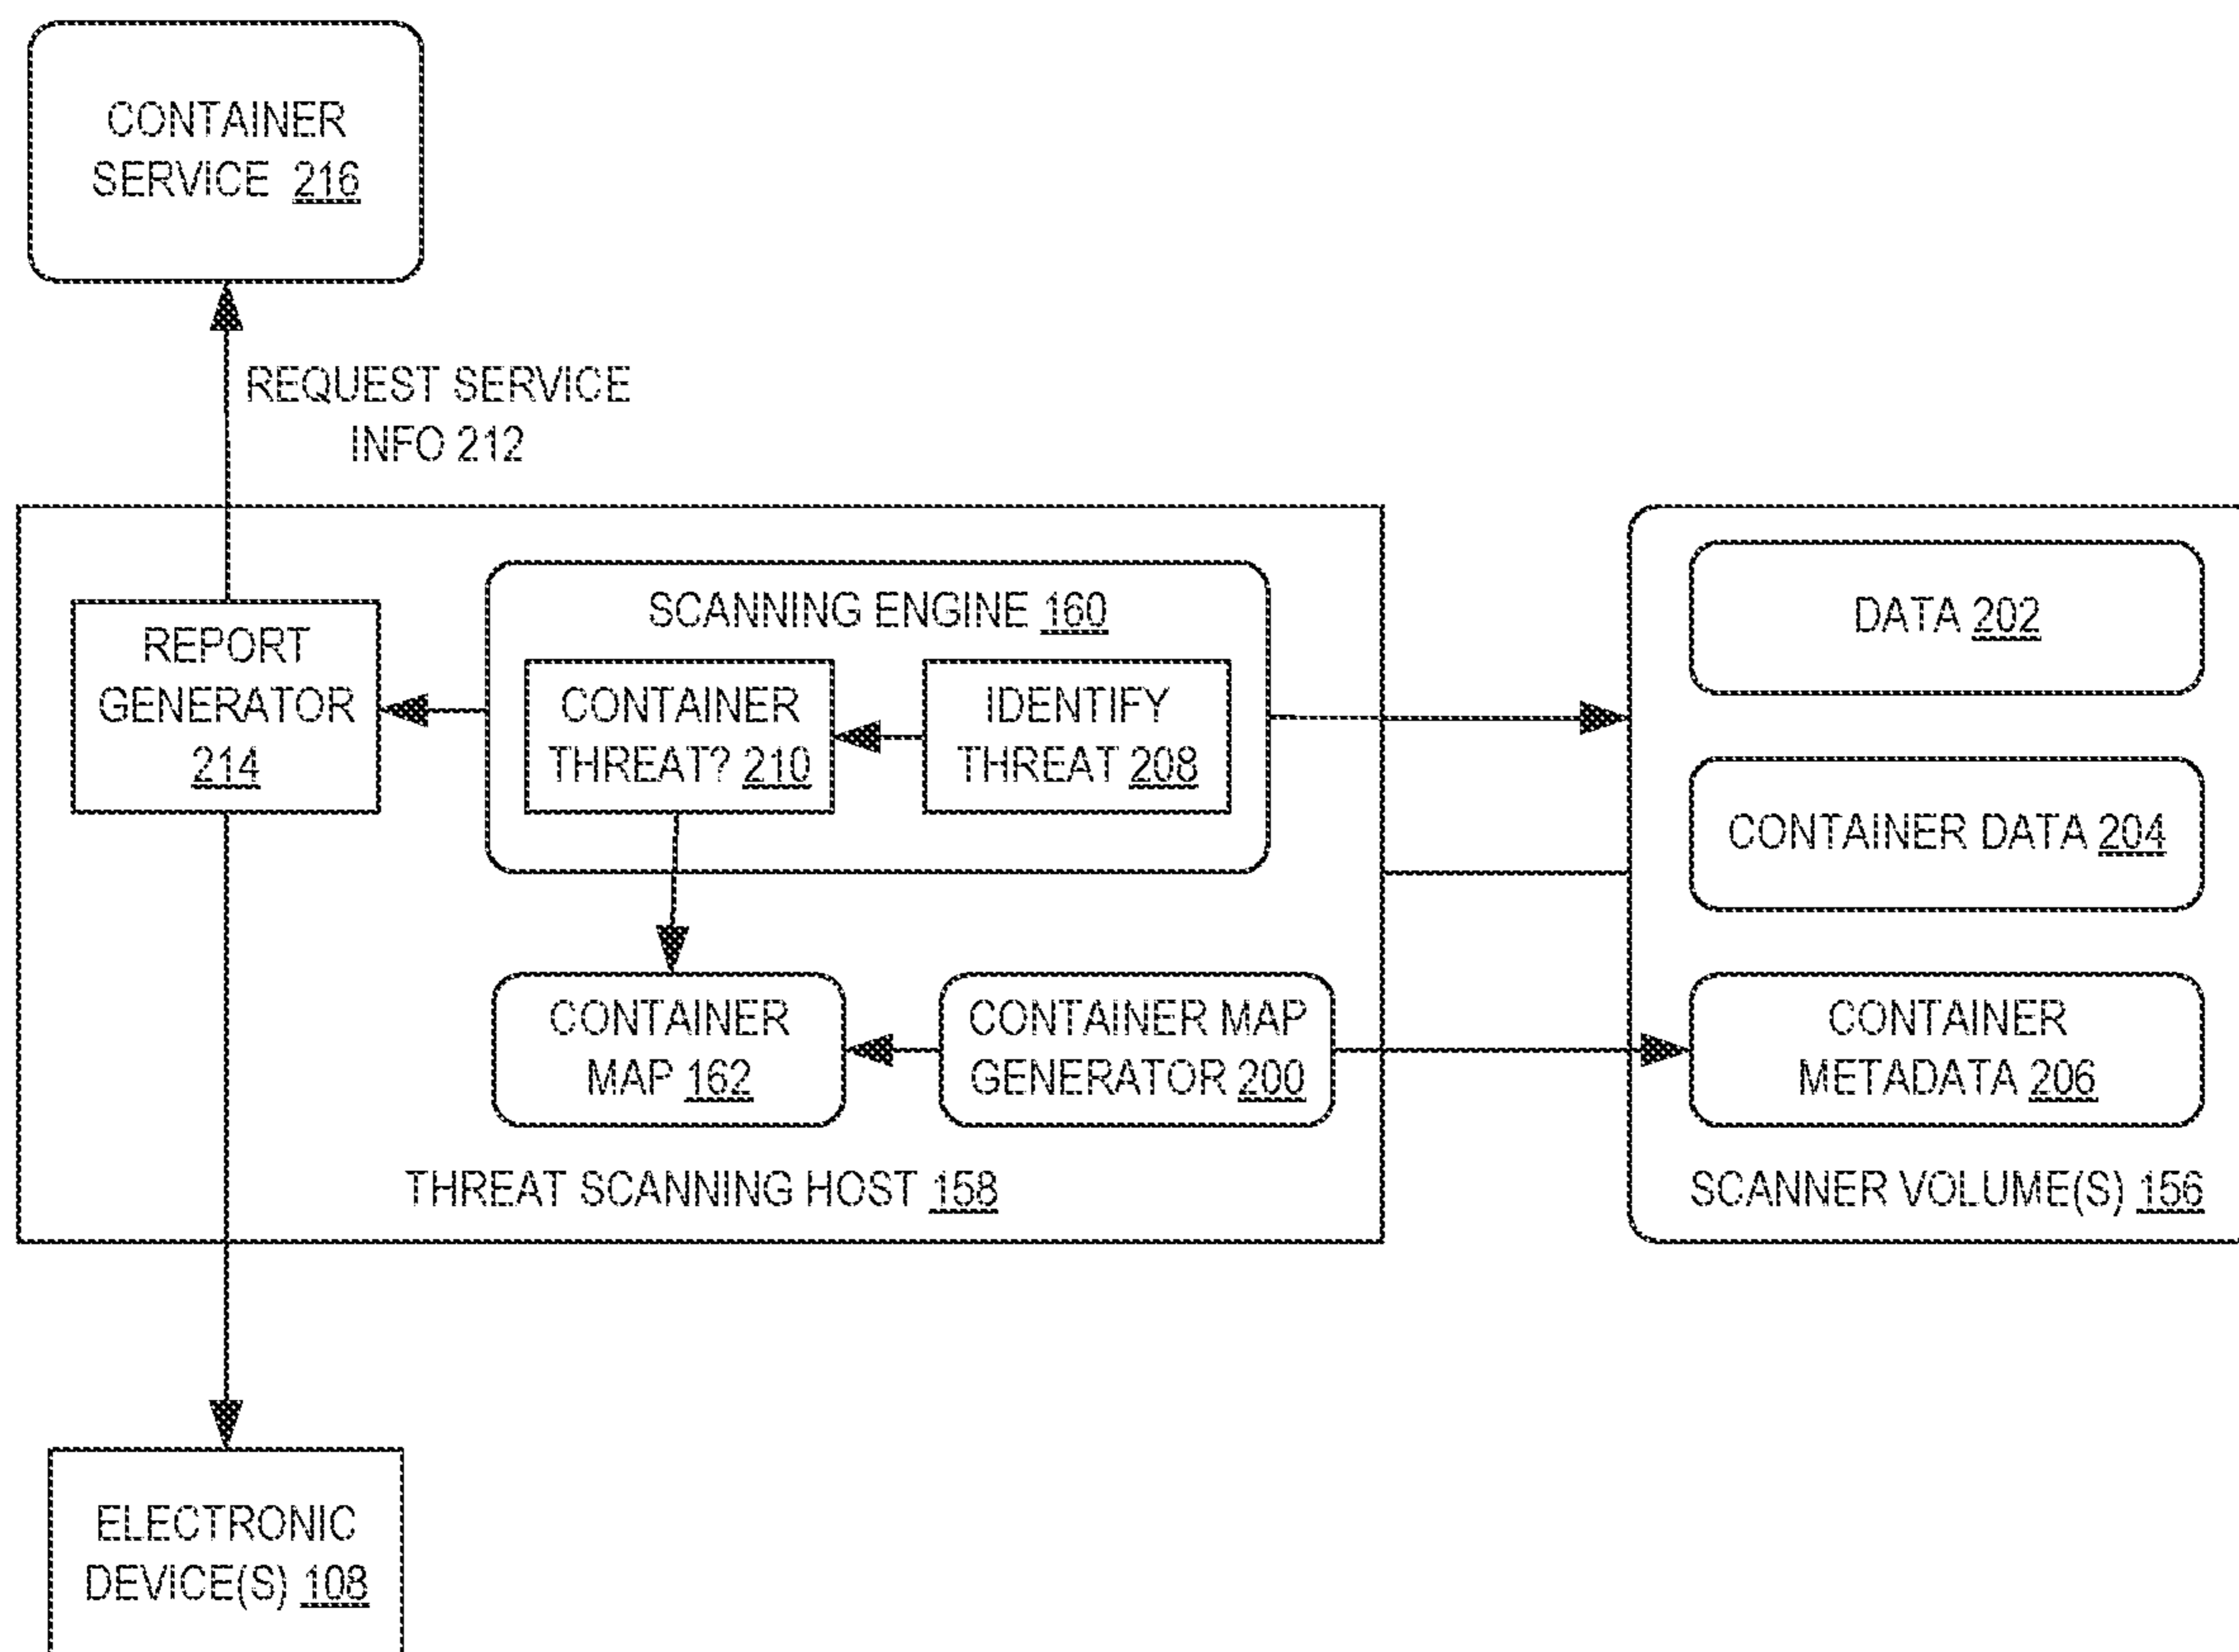 CONTAINER
SERVICE 216
REQUEST SERVICE
INFO 212
REPORT
GENERATOR
214
SCANNING ENGINE 160
CONTAINER
THREAT? 210
IDENTIFY
THREAT 208
CONTAINER
MAP 162
CONTAINER MAP
GENERATOR 200
THREAT SCANNING HOST 158
DATA 202
CONTAINER DATA 204
CONTAINER
METADATA 206
SCANNER VOLUME(S) 156
ELECTRONIC
DEVICE(S) 108